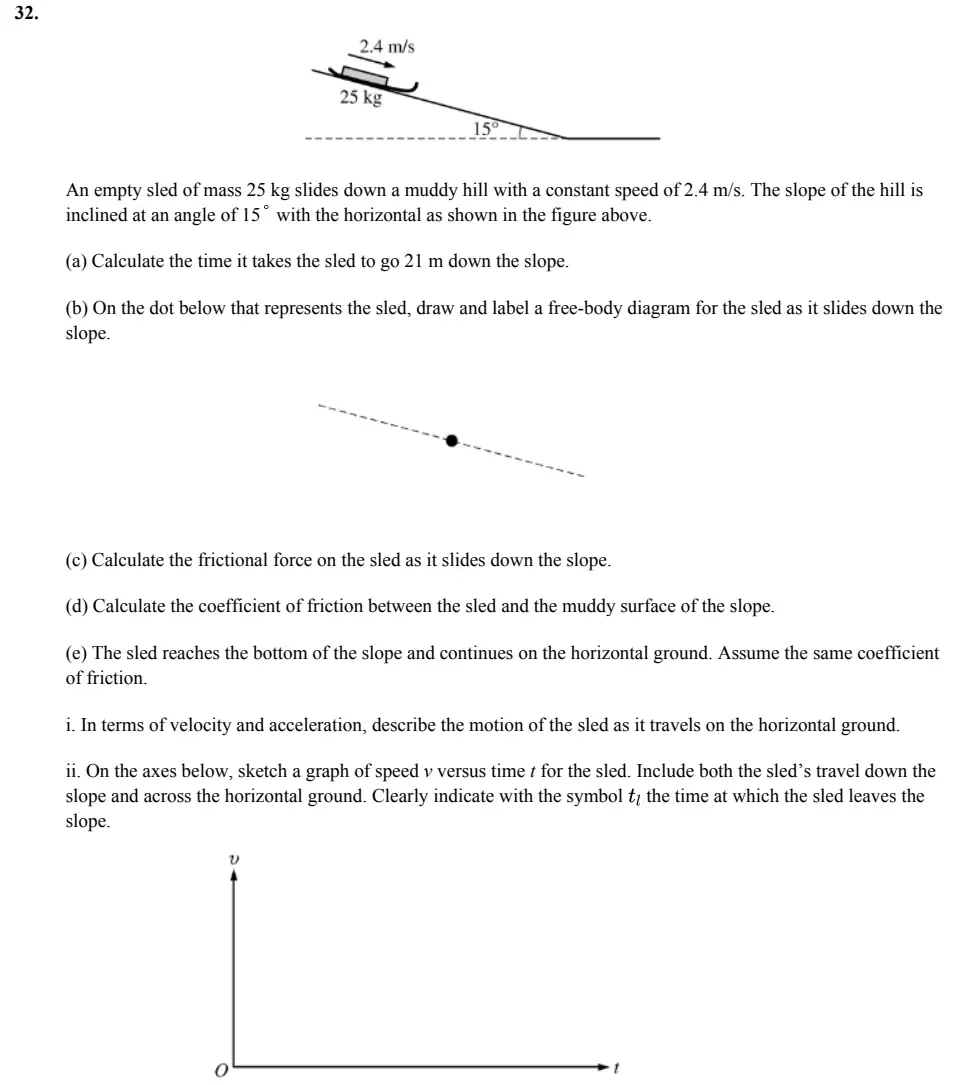 32.
2.4 m/s
25 kg
15°
An empty sled of mass 25 kg slides down a muddy hill with a constant speed of 2.4 m/s. The slope of the hill is
inclined at an angle of 15° with the horizontal as shown in the figure above.
(a) Calculate the time it takes the sled to go 21 m down the slope.
(b) On the dot below that represents the sled, draw and label a free-body diagram for the sled as it slides down the
slope.
(c) Calculate the frictional force on the sled as it slides down the slope.
(d) Calculate the coefficient of friction between the sled and the muddy surface of the slope.
(e) The sled reaches the bottom of the slope and continues on the horizontal ground. Assume the same coefficient
of friction.
i. In terms of velocity and acceleration, describe the motion of the sled as it travels on the horizontal ground.
ii. On the axes below, sketch a graph of speed v versus time t for the sled. Include both the sled's travel down the
slope and across the horizontal ground. Clearly indicate with the symbol tₗ the time at which the sled leaves the
slope.
υ
O
t